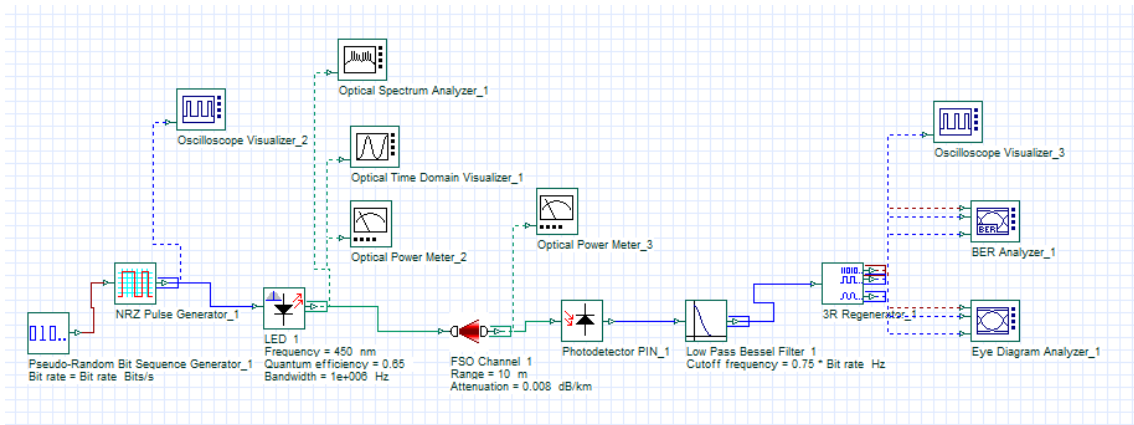 Optical Spectrum Analyzer_1
Oscilloscope Visualizer_2
Oscilloscope Visualizer_3
Optical Time Domain Visualizer_1
Optical Power Meter_3
Optical Power Meter_2
BER
BER Analyzer_1
NRZ Pulse Generator_1
3R Regenerator_1
LED_1
Frequency = 450 nm
Quantum efficiency = 0.65
Bandwidth = 1e+006 Hz
Photodetector PIN_1
Low Pass Bessel Filter_1
Cutoff frequency = 0.75 * Bit rate Hz
Eye Diagram Analyzer_1
Pseudo-Random Bit Sequence Generator_1
Bit rate = Bit rate Bits/s
FSO Channel_1
Range = 10 m
Attenuation = 0.008 dB/km